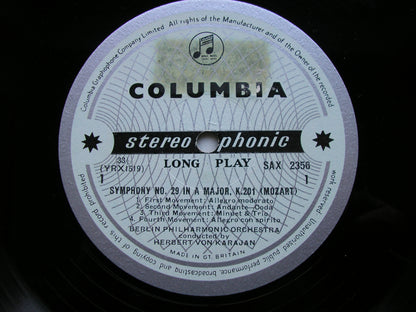 Columbia Graphophone Company Limited. All rights of the Manufacturer and of the Owner of the recorded work reserved. Unauthorised public performance, broadcasting and copying of this record prohibited
COLUMBIA
stereophonic
33⅓ LONG PLAY SAX 2356
(YRX1519)
1 1
SYMPHONY NO. 29 IN A MAJOR, K.201 (MOZART)
1. First Movement: Allegro moderato
2. Second Movement: Andante-Coda
3. Third Movement: Minuet & Trio
4. Fourth Movement: Allegro con spirito
BERLIN PHILHARMONIC ORCHESTRA
conducted by
HERBERT VON KARAJAN
MADE IN GT. BRITAIN